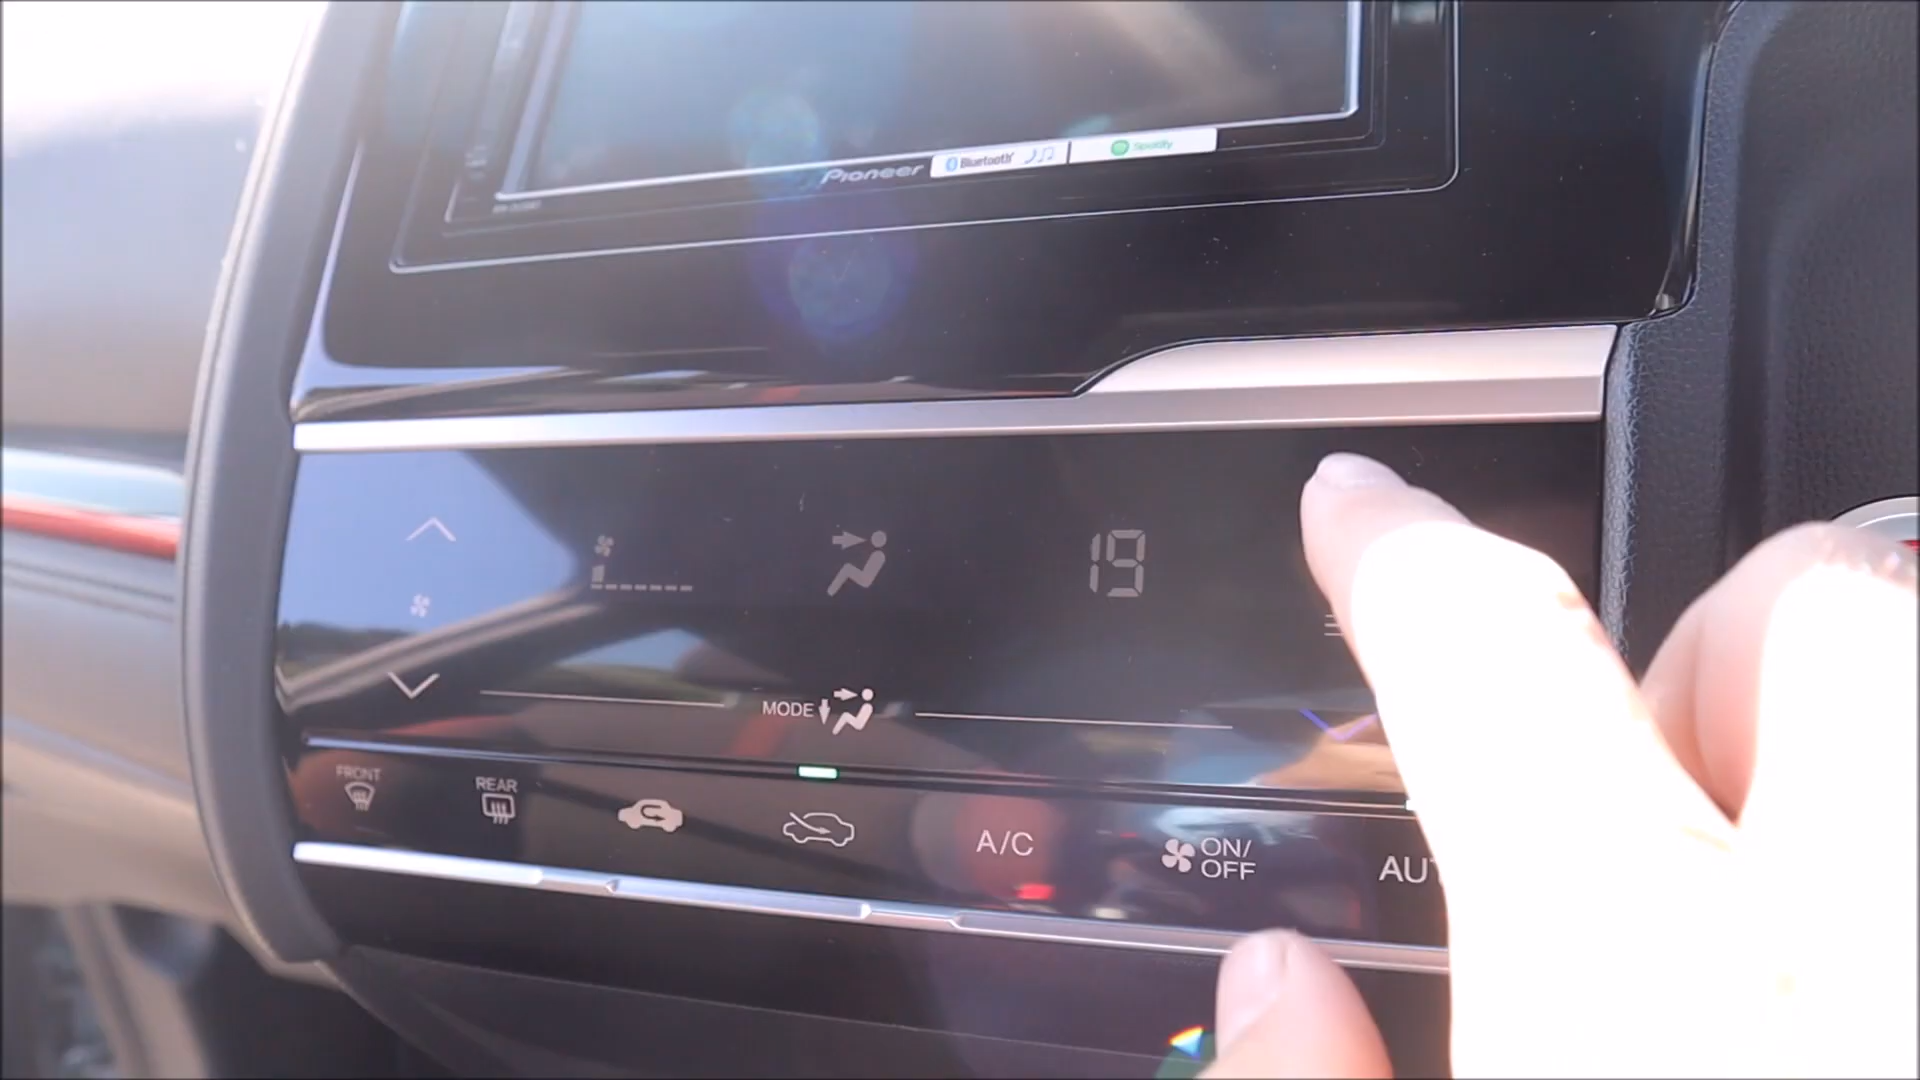 Pioneer Bluetooth Spotify
19
MODE
FRONT
REAR
A/C
ON/
OFF
AUT